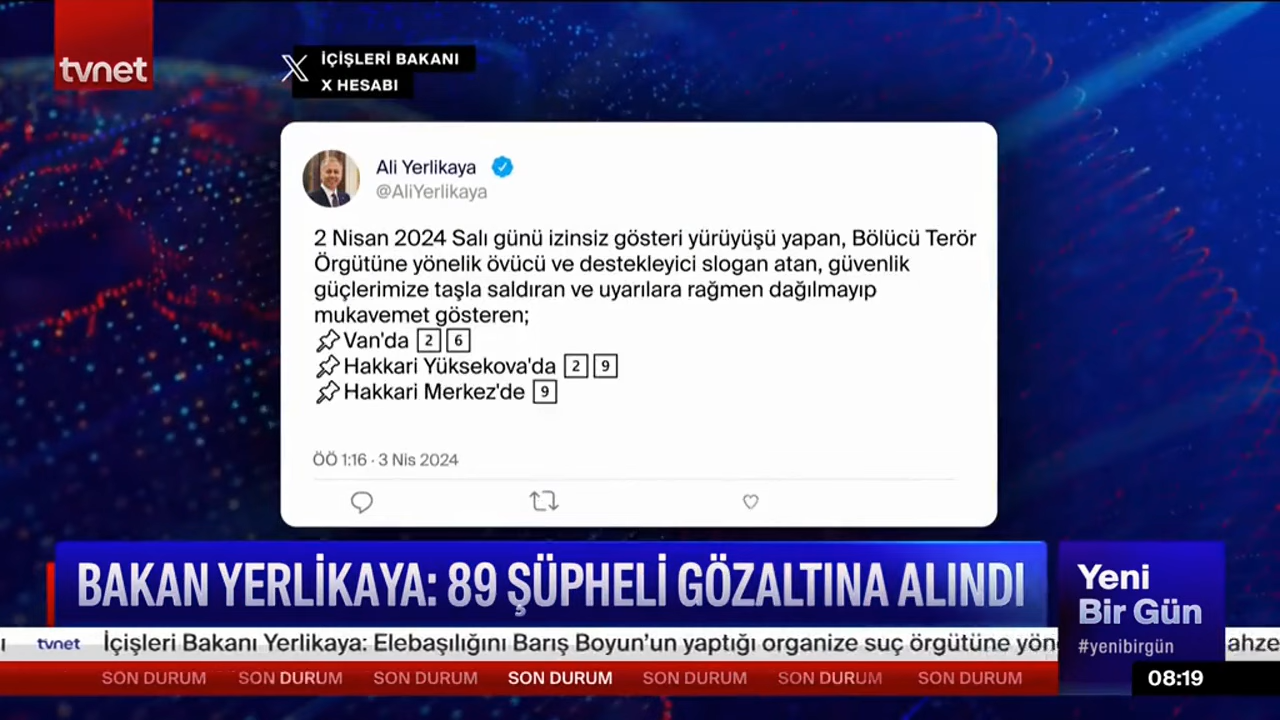 tvnet
İÇİŞLERİ BAKANI
X HESABI
Ali Yerlikaya
@AliYerlikaya
2 Nisan 2024 Salı günü izinsiz gösteri yürüyüşü yapan, Bölücü Terör
Örgütüne yönelik övücü ve destekleyici slogan atan, güvenlik
güçlerimize taşla saldıran ve uyarılara rağmen dağılmayıp
mukavemet gösteren;
Van'da 2 6
Hakkari Yüksekova'da 2 9
Hakkari Merkez'de 9
ÖÖ 1:16 · 3 Nis 2024
BAKAN YERLİKAYA: 89 ŞÜPHELİ GÖZALTINA ALINDI
Yeni
Bir Gün
#yenibirgün
tvnet İçişleri Bakanı Yerlikaya: Elebaşılığını Barış Boyun'un yaptığı organize suç örgütüne yön
SON DURUM SON DURUM SON DURUM SON DURUM SON DURUM SON DURUM SON DURUM
08:19